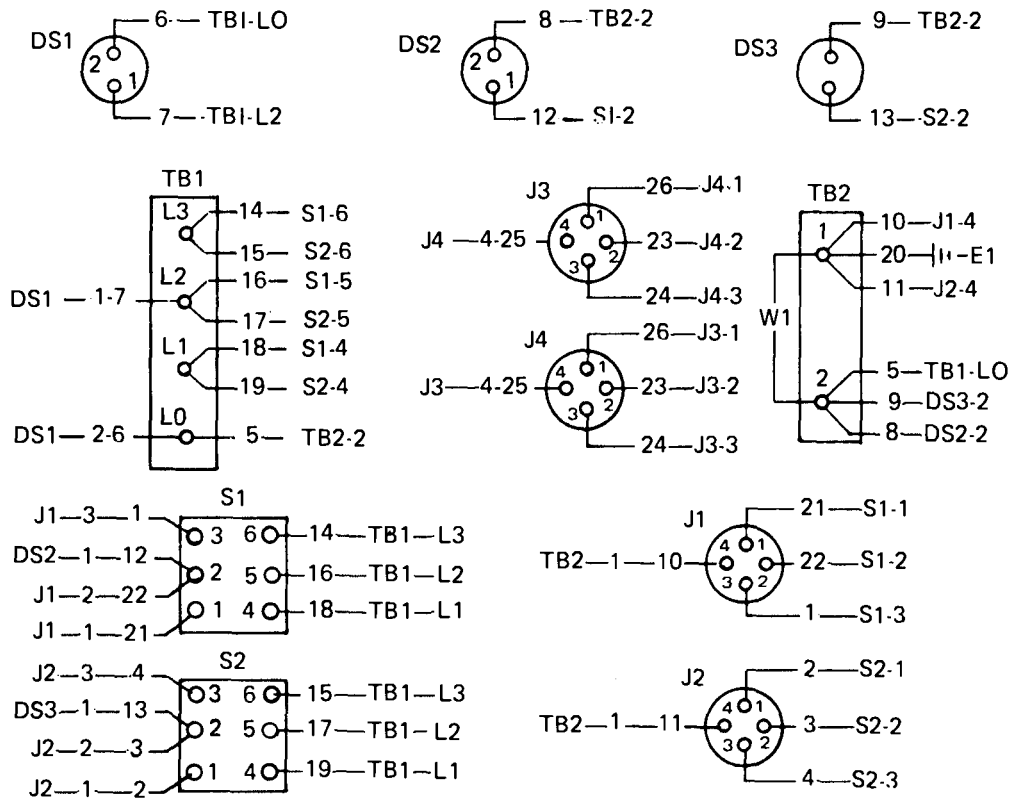 6- TB1-LO
DS1
2
1
7--TB1-L2
8 - TB2-2
DS2
2
1
12 - S1-2
9-TB2-2
DS3
13-S2-2
TB1
L3
14 - S1-6
15 - S2-6
L2
DS1 - 1-7
16- S1-5
17 - S2-5
L1
18 - S1-4
19 - S2-4
L0
DS1 - 2-6
5 - TB2-2
J3
26-J4.1
J4 - 4-25
4 1
3 2
23-J4-2
24-J4-3
J4
26-J3-1
J3-4-25
4 1
3 2
23-J3-2
24-J3-3
TB2
1
10-J1-4
20 -E1
11-J2-4
W1
2
5-TB1-LO
9-DS3-2
8-DS2-2
S1
J1-3-1
3 6
14-TB1-L3
DS2-1-12
2 5
16-TB1-L2
J1-2-22
1 4
18-TB1-L1
J1-1-21
S2
J2-3-4
3 6
15-TB1-L3
DS3-1-13
2 5
17-TB1-L2
J2-2-3
1 4
19-TB1-L1
J2-1-2
J1
21-S1-1
TB2-1-10
4 1
3 2
22-S1-2
1-S1-3
J2
2-S2-1
TB2-1-11
4 1
3 2
3-S2-2
4-S2-3